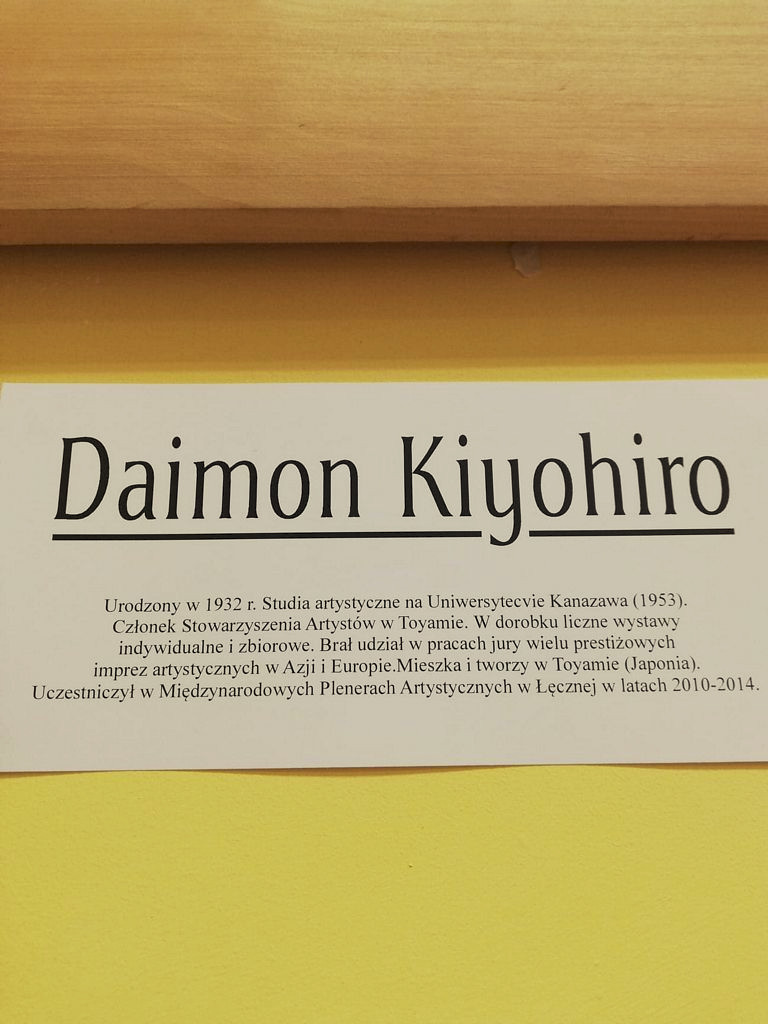 Daimon Kiyohiro
Urodzony w 1932 r. Studia artystyczne na Uniwersytecvie Kanazawa (1953).
Członek Stowarzyszenia Artystów w Toyamie. W dorobku liczne wystawy
indywidualne i zbiorowe. Brał udział w pracach jury wielu prestiżowych
imprez artystycznych w Azji i Europie.Mieszka i tworzy w Toyamie (Japonia).
Uczestniczył w Międzynarodowych Plenerach Artystycznych w Łęcznej w latach 2010-2014.